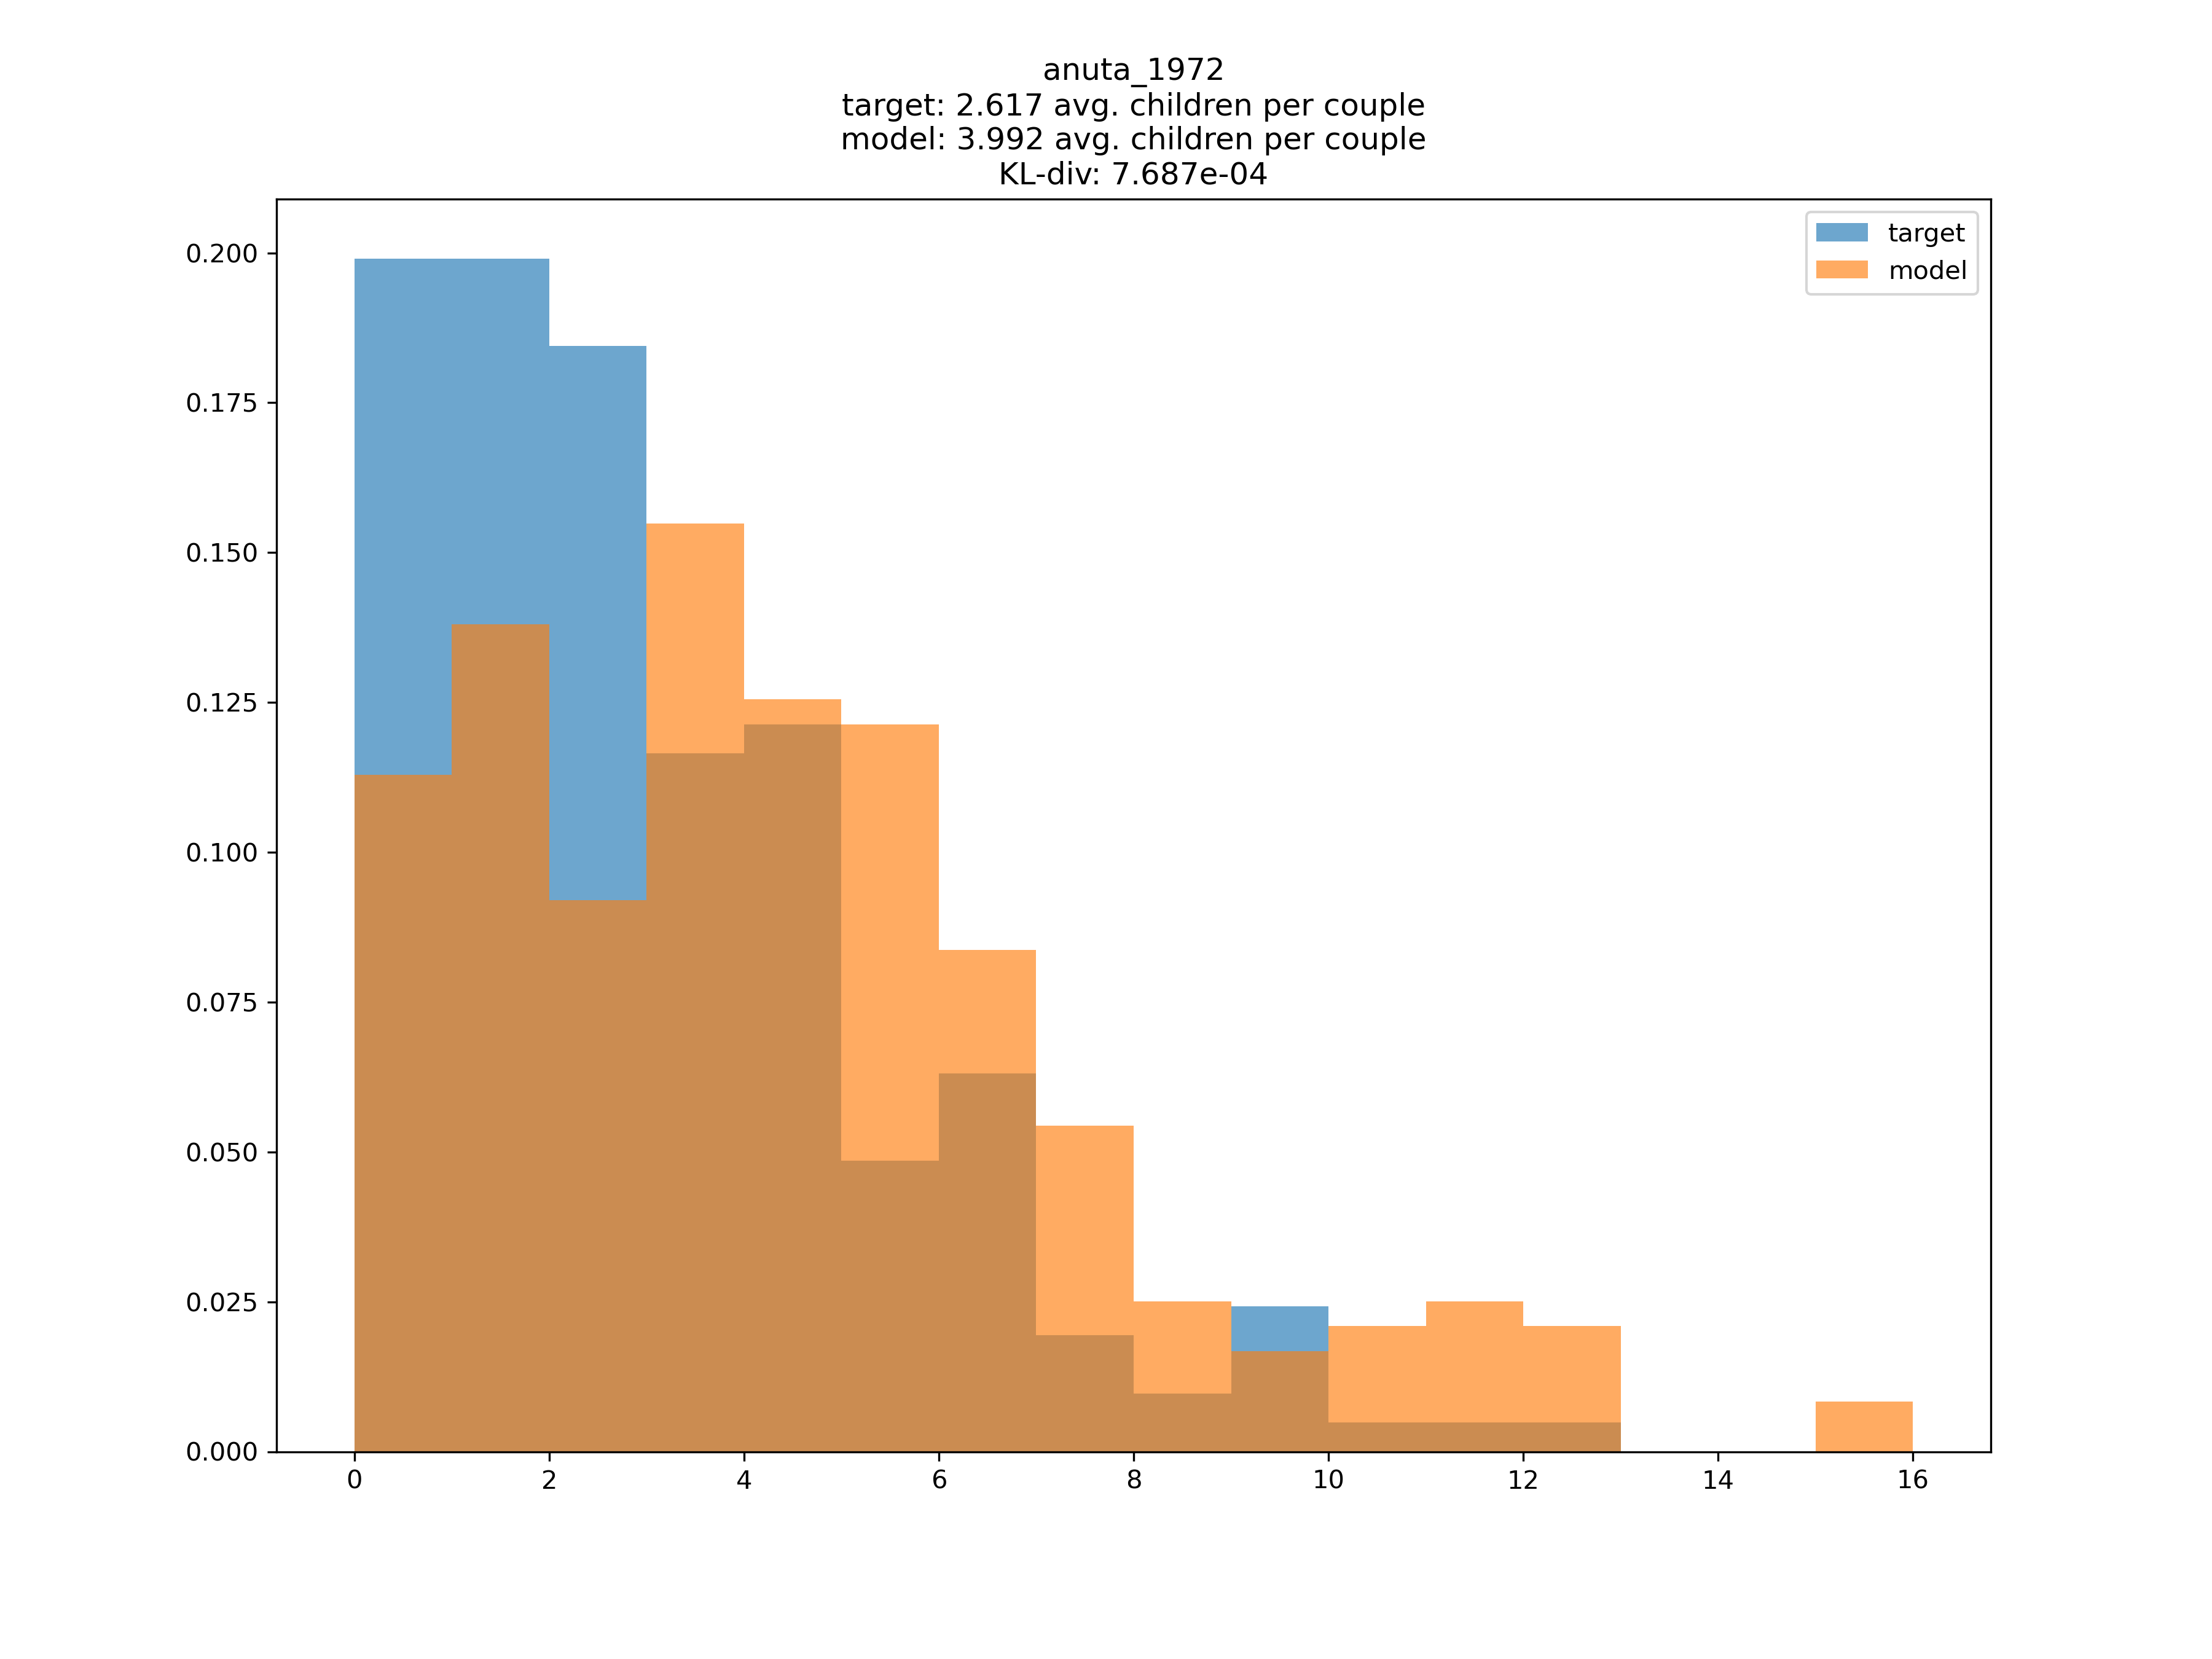 anuta_1972
target: 2.617 avg. children per couple
model: 3.992 avg. children per couple
KL-div: 7.687e-04
target
model
0.200
0.175
0.150
0.125
0.100
0.075
0.050
0.025
0.000
0 2 4 6 8 10 12 14 16